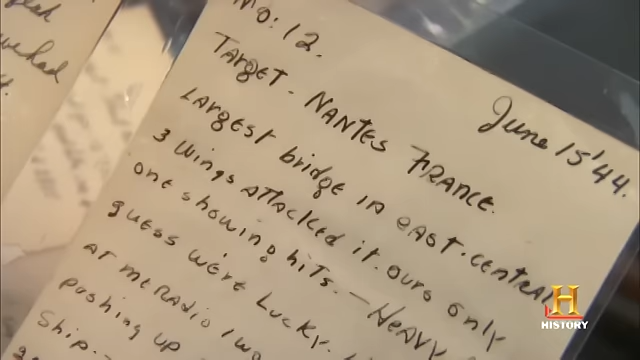 NO: 12.
June 15'44.
Target - NANTES FRANCE.
Largest bridge in east-central
3 wings attacked it. ours only
one showing hits. - Heavy
guess we're lucky.
at me Radio
pushing up
Ship.
H
HISTORY